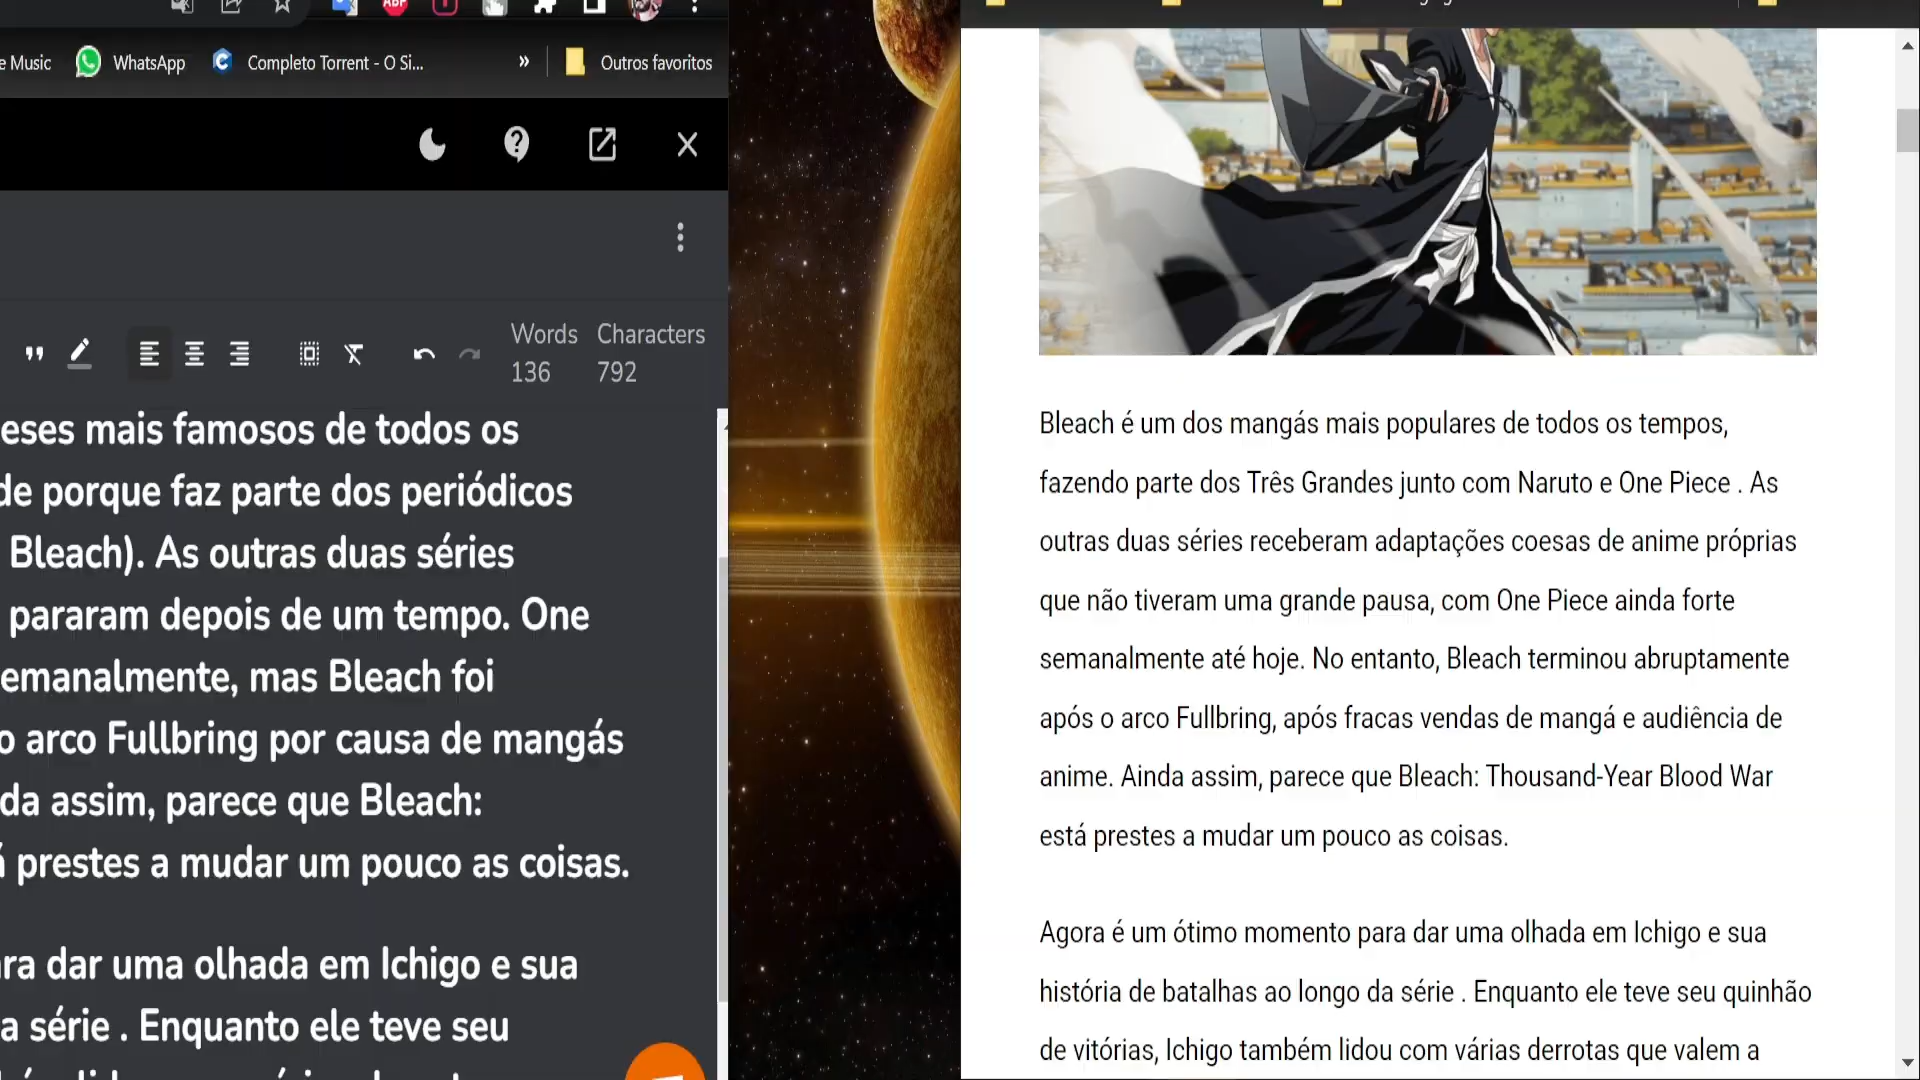 e Music WhatsApp Completo Torrent - O Si... » Outros favoritos
ABP
Words Characters
136 792
eses mais famosos de todos os
de porque faz parte dos periódicos
Bleach). As outras duas séries
pararam depois de um tempo. One
emanalmente, mas Bleach foi
o arco Fullbring por causa de mangás
da assim, parece que Bleach:
á prestes a mudar um pouco as coisas.
ra dar uma olhada em Ichigo e sua
a série . Enquanto ele teve seu
Bleach é um dos mangás mais populares de todos os tempos,
fazendo parte dos Três Grandes junto com Naruto e One Piece . As
outras duas séries receberam adaptações coesas de anime próprias
que não tiveram uma grande pausa, com One Piece ainda forte
semanalmente até hoje. No entanto, Bleach terminou abruptamente
após o arco Fullbring, após fracas vendas de mangá e audiência de
anime. Ainda assim, parece que Bleach: Thousand-Year Blood War
está prestes a mudar um pouco as coisas.
Agora é um ótimo momento para dar uma olhada em Ichigo e sua
história de batalhas ao longo da série . Enquanto ele teve seu quinhão
de vitórias, Ichigo também lidou com várias derrotas que valem a